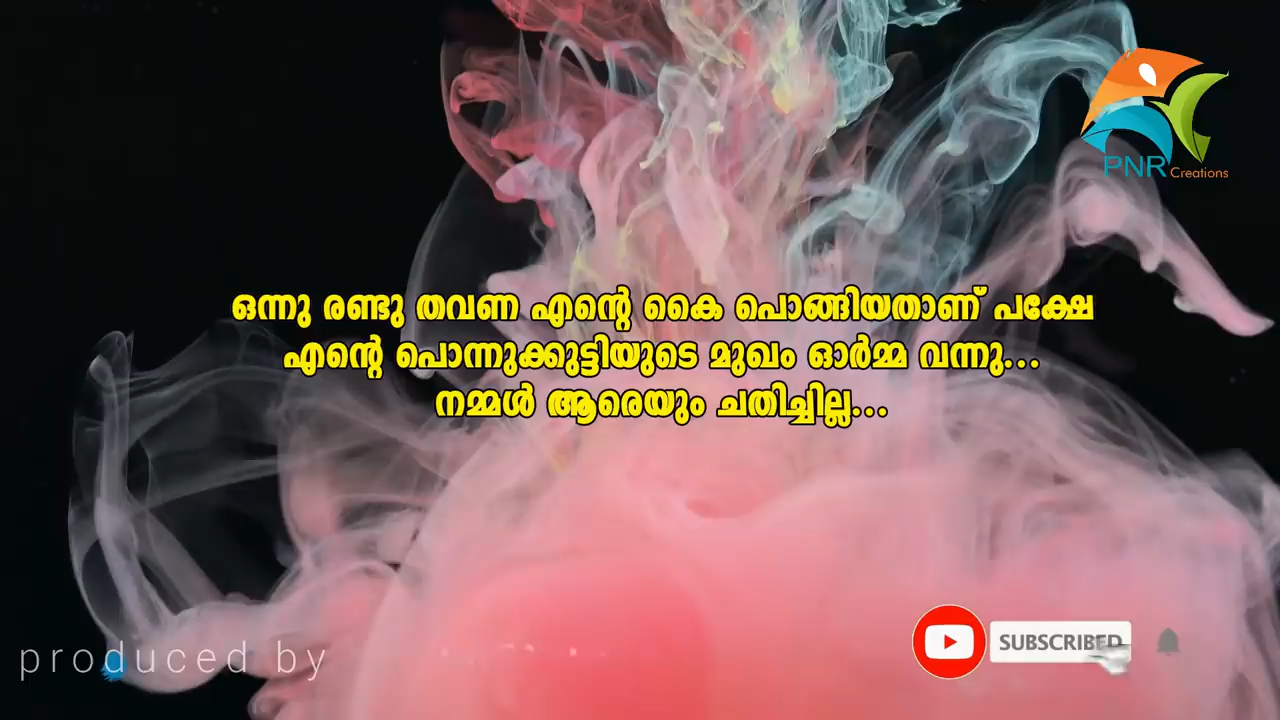 PNR Creations
ഒന്നു രണ്ടു തവണ എന്റെ കൈ പൊങ്ങിയതാണ് പക്ഷേ
എന്റെ പൊന്നുക്കുട്ടിയുടെ മുഖം ഓർമ്മ വന്നു...
നമ്മൾ ആരെയും ചതിച്ചില്ല...
produced by
SUBSCRIBED